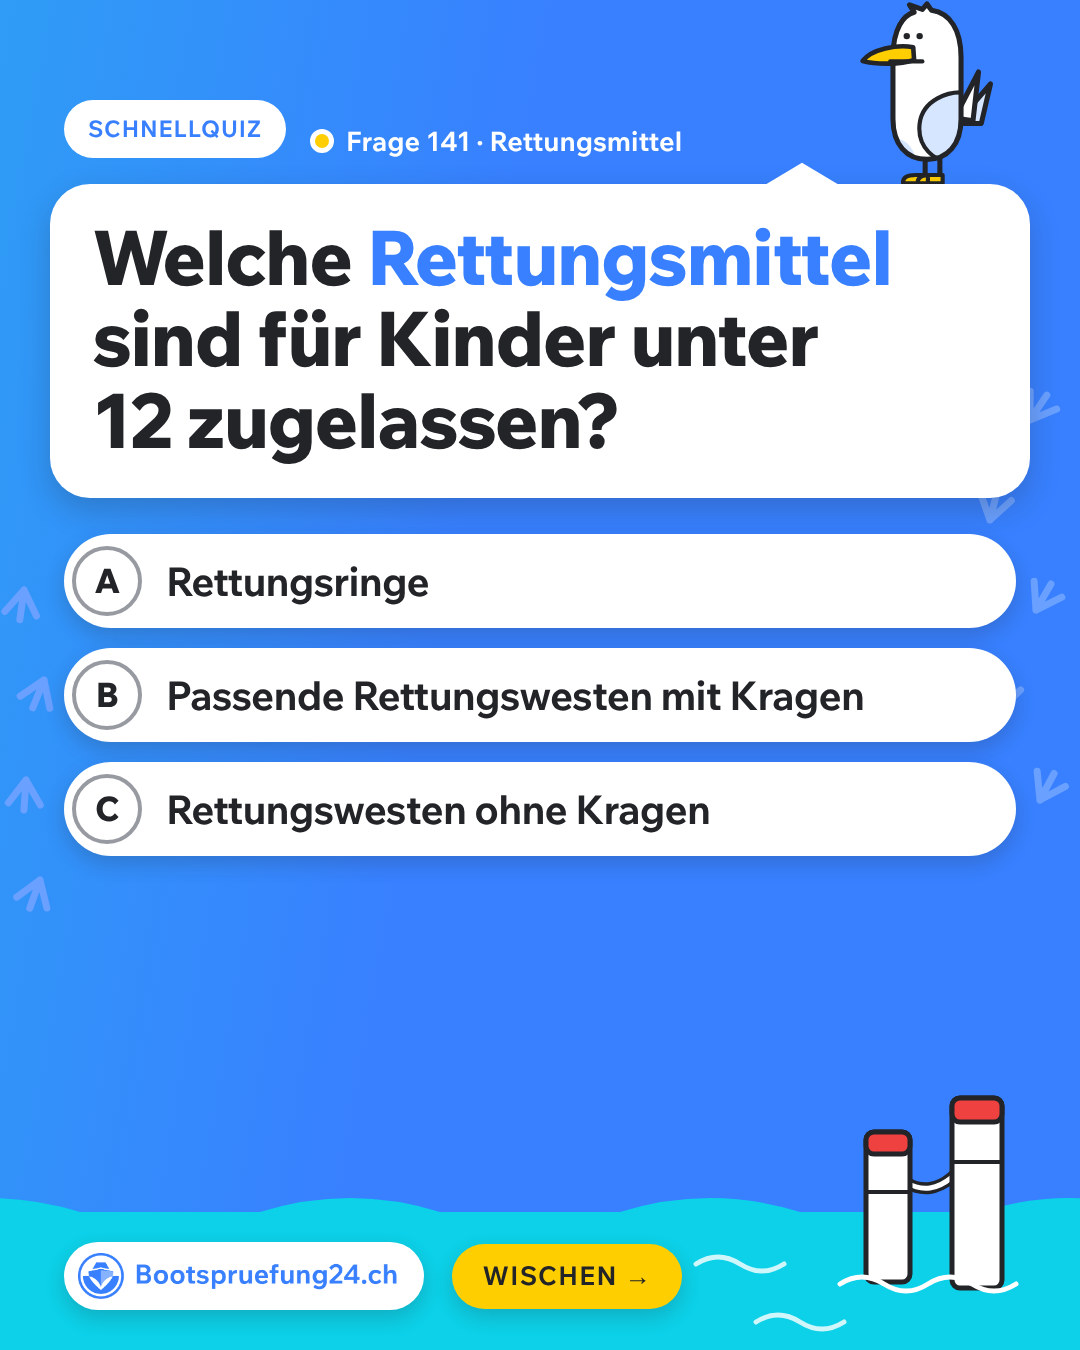 SCHNELLQUIZ
Frage 141 · Rettungsmittel
Welche Rettungsmittel
sind für Kinder unter
12 zugelassen?
A Rettungsringe
B Passende Rettungswesten mit Kragen
C Rettungswesten ohne Kragen
Bootspruefung24.ch
WISCHEN →